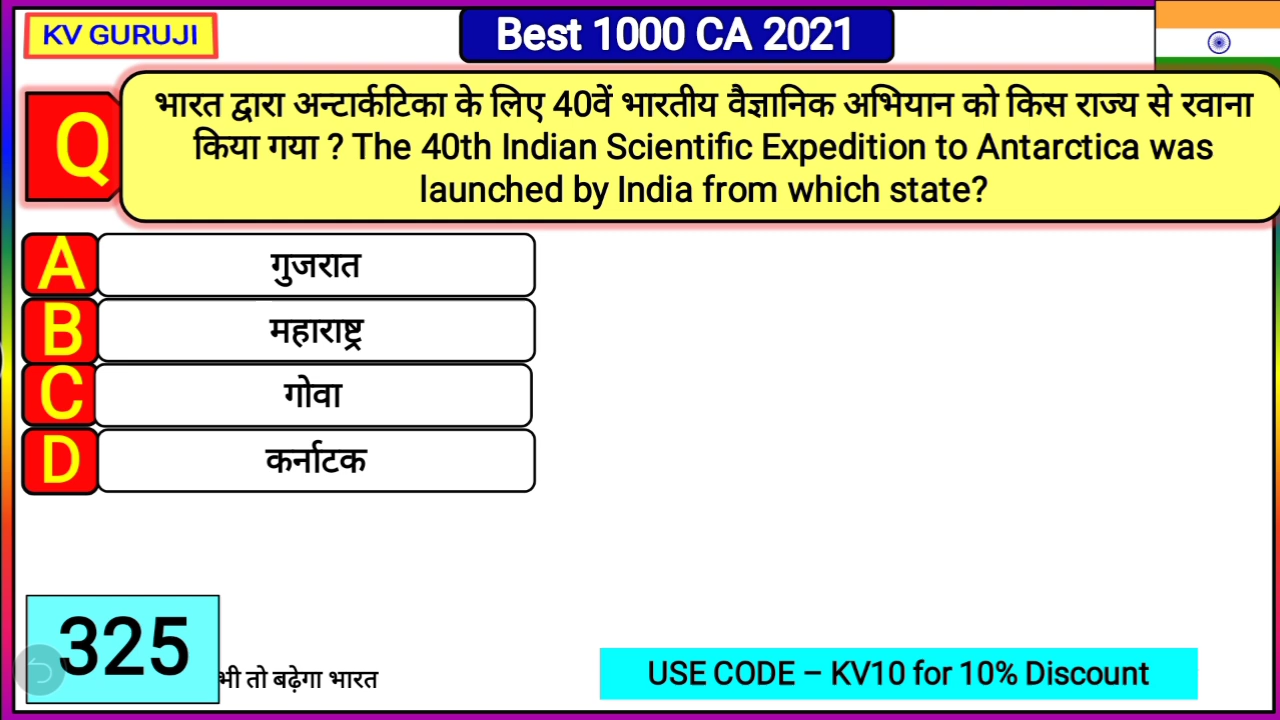 KV GURUJI
Best 1000 CA 2021
Q
भारत द्वारा अन्टार्कटिका के लिए 40वें भारतीय वैज्ञानिक अभियान को किस राज्य से रवाना
किया गया ? The 40th Indian Scientific Expedition to Antarctica was
launched by India from which state?
A
गुजरात
B
महाराष्ट्र
C
गोवा
D
कर्नाटक
325
भी तो बढ़ेगा भारत
USE CODE – KV10 for 10% Discount